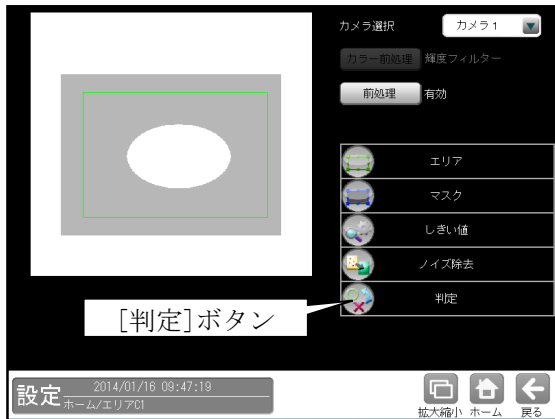 カメラ選択 カメラ1
カラー前処理 輝度フィルター
前処理 有効
エリア
マスク
しきい値
ノイズ除去
判定
[判定]ボタン
設定 2014/01/16 09:47:19
ホーム/エリア01
拡大縮小 ホーム 戻る